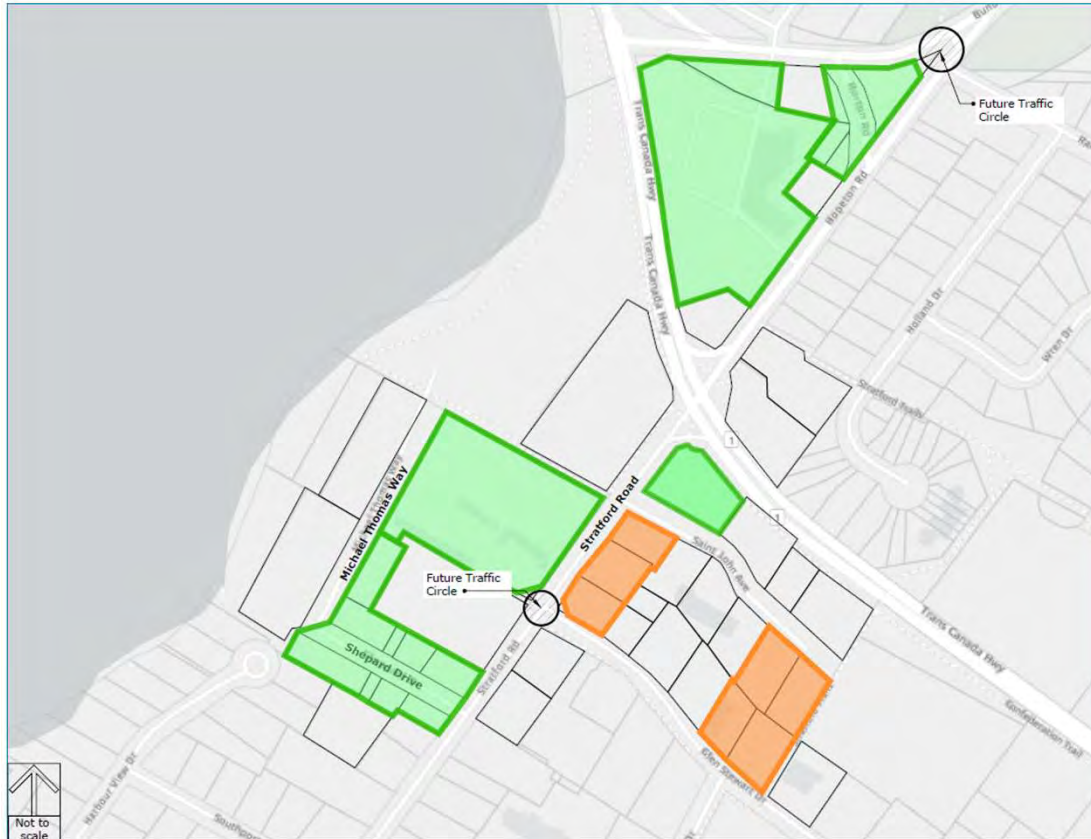 Future Traffic
Circle
Trans Canada Hwy
Trans Canada Hwy
Hopeton Rd
Holland Dr
Wren Dr
Stratford Trails
1
1
Michael Thomas Way
Stratford Road
Saint John Ave
Future Traffic
Circle
Shepard Drive
Stratford Rd
Trans Canada Hwy
Confederation Trail
Glen Stewart Dr
Harbour View Dr
Not to
scale